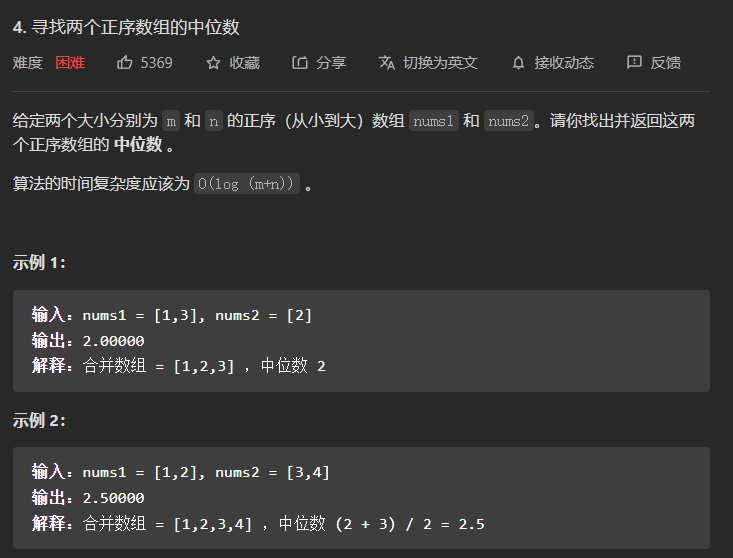 4. 寻找两个正序数组的中位数
难度 困难 5369 收藏 分享 切换为英文 接收动态 反馈
给定两个大小分别为 m 和 n 的正序（从小到大）数组 nums1 和 nums2。请你找出并返回这两
个正序数组的 中位数 。
算法的时间复杂度应该为 O(log (m+n)) 。
示例 1：
输入：nums1 = [1,3], nums2 = [2]
输出：2.00000
解释：合并数组 = [1,2,3] ，中位数 2
示例 2：
输入：nums1 = [1,2], nums2 = [3,4]
输出：2.50000
解释：合并数组 = [1,2,3,4] ，中位数 (2 + 3) / 2 = 2.5